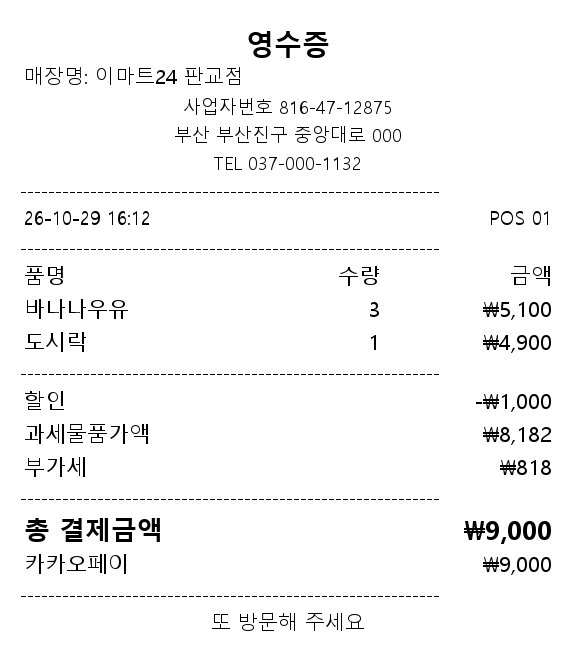 영수증
매장명: 이마트24 판교점
사업자번호 816-47-12875
부산 부산진구 중앙대로 000
TEL 037-000-1132
26-10-29 16:12 POS 01
품명 수량 금액
바나나우유 3 ₩5,100
도시락 1 ₩4,900
할인 -₩1,000
과세물품가액 ₩8,182
부가세 ₩818
총 결제금액 ₩9,000
카카오페이 ₩9,000
또 방문해 주세요